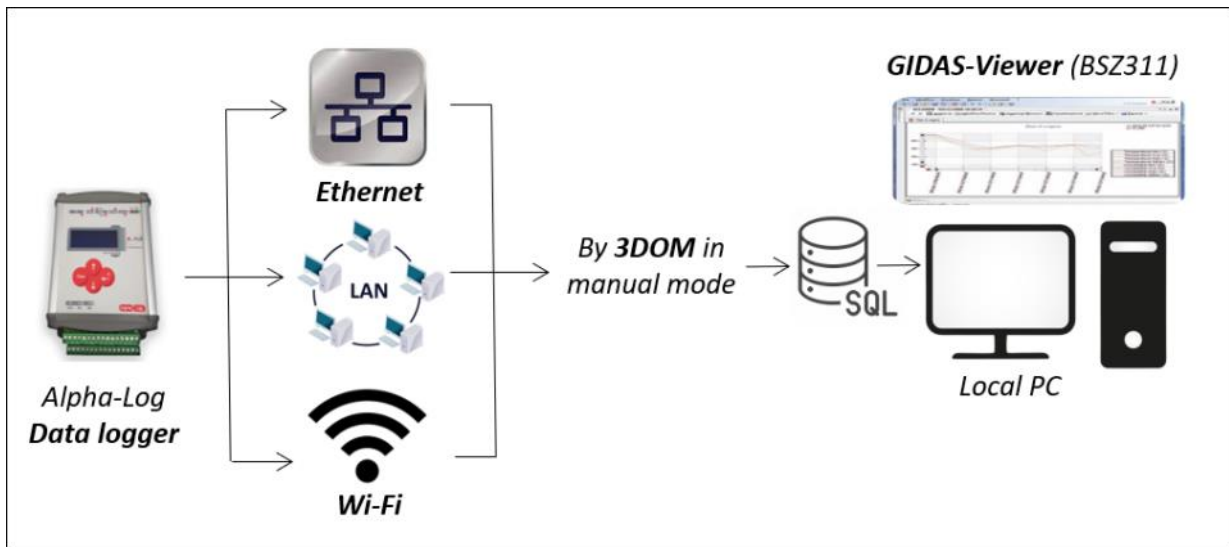 GIDAS-Viewer (BSZ311)
Ethernet
LAN
By 3DOM in
manual mode
SQL
Alpha-Log
Data logger
Local PC
Wi-Fi